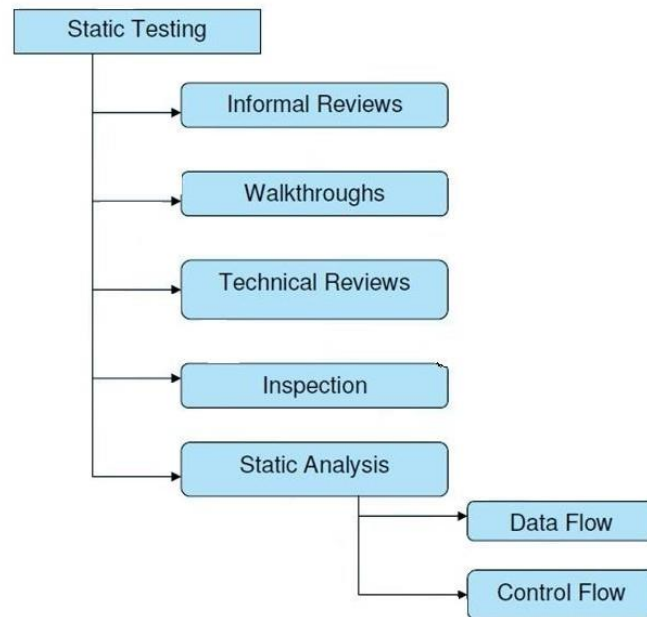 Static Testing
Informal Reviews
Walkthroughs
Technical Reviews
Inspection
Static Analysis
Data Flow
Control Flow